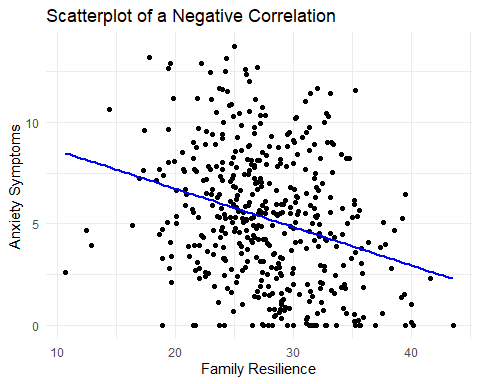 Scatterplot of a Negative Correlation
10
5
0
Anxiety Symptoms
10 20 30 40
Family Resilience